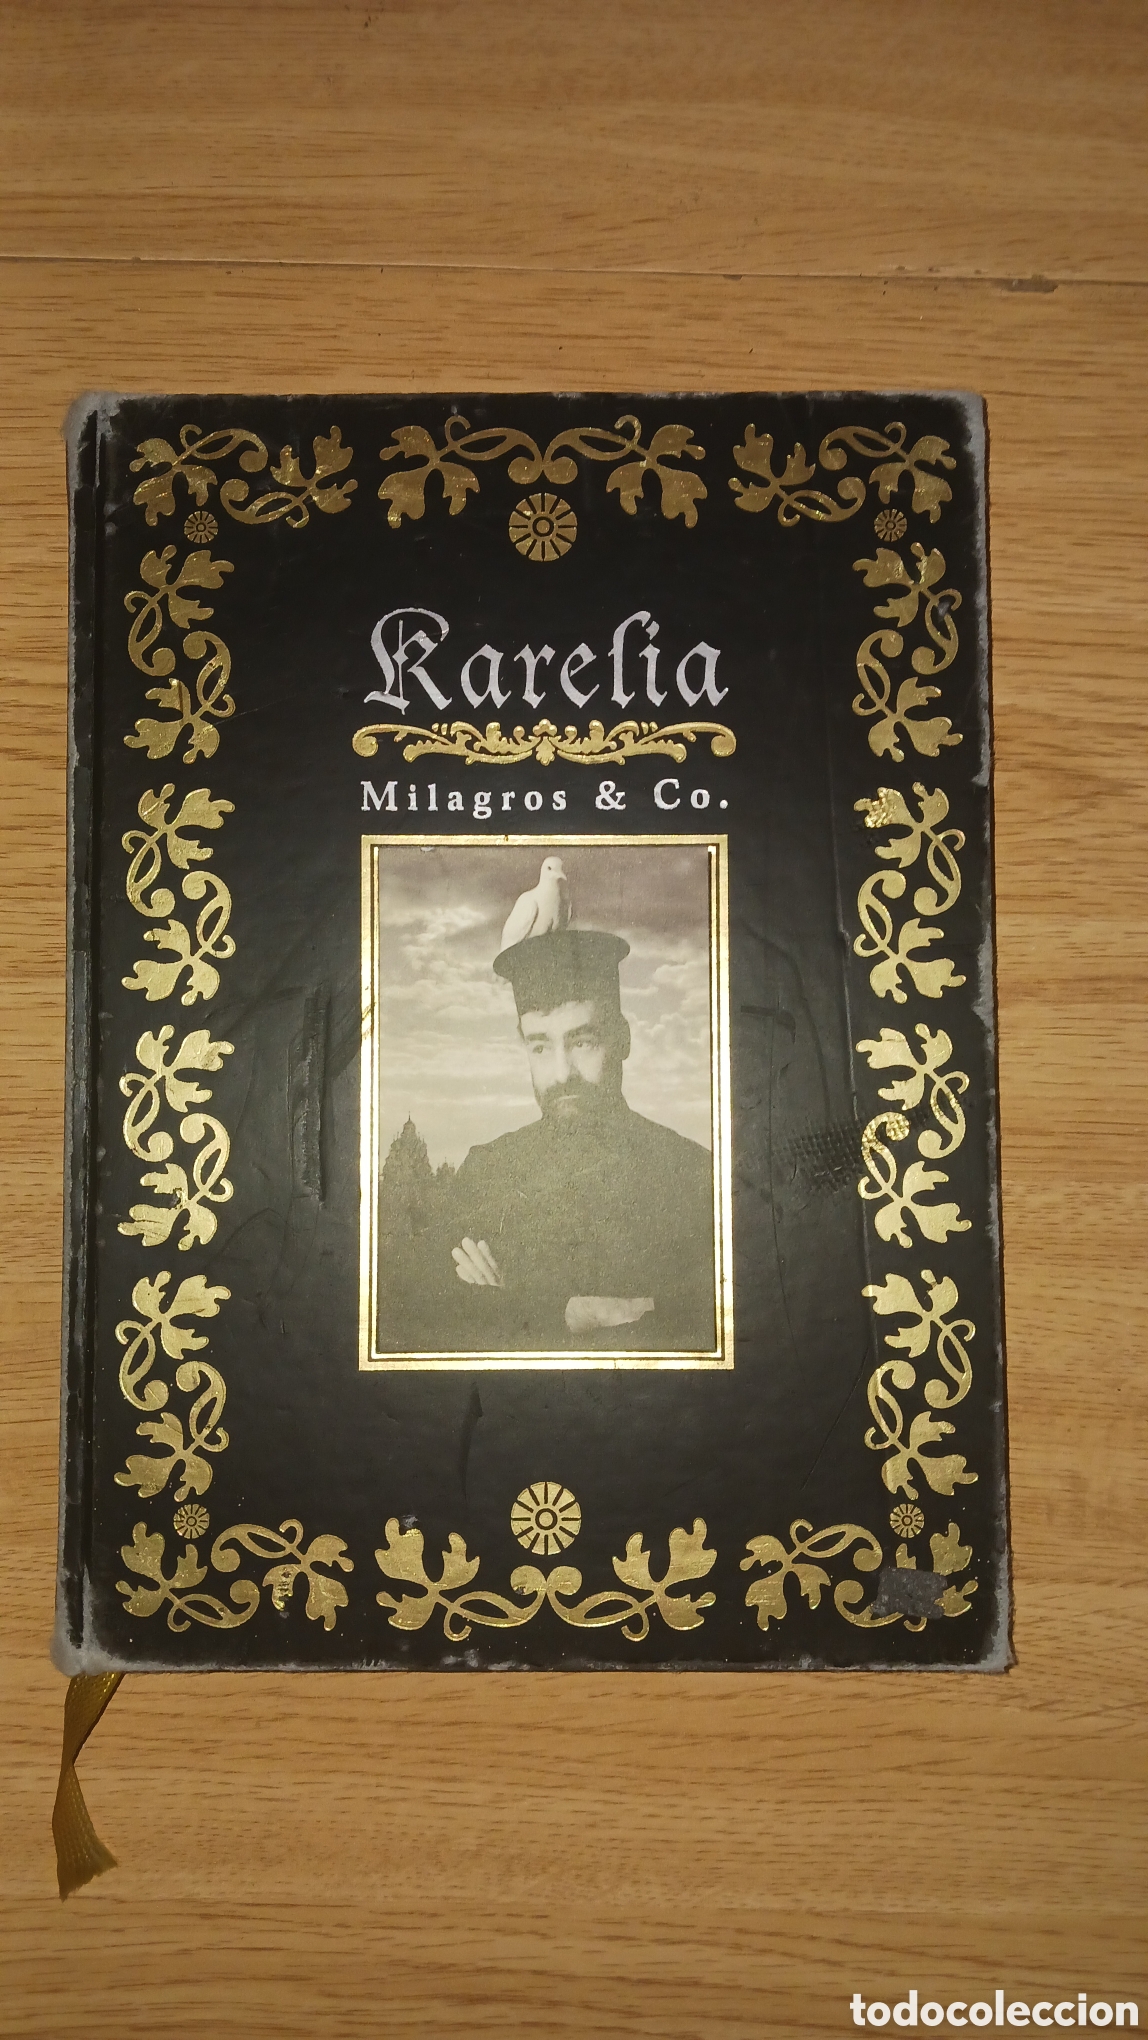 Karelia
Milagros & Co.
todocoleccion